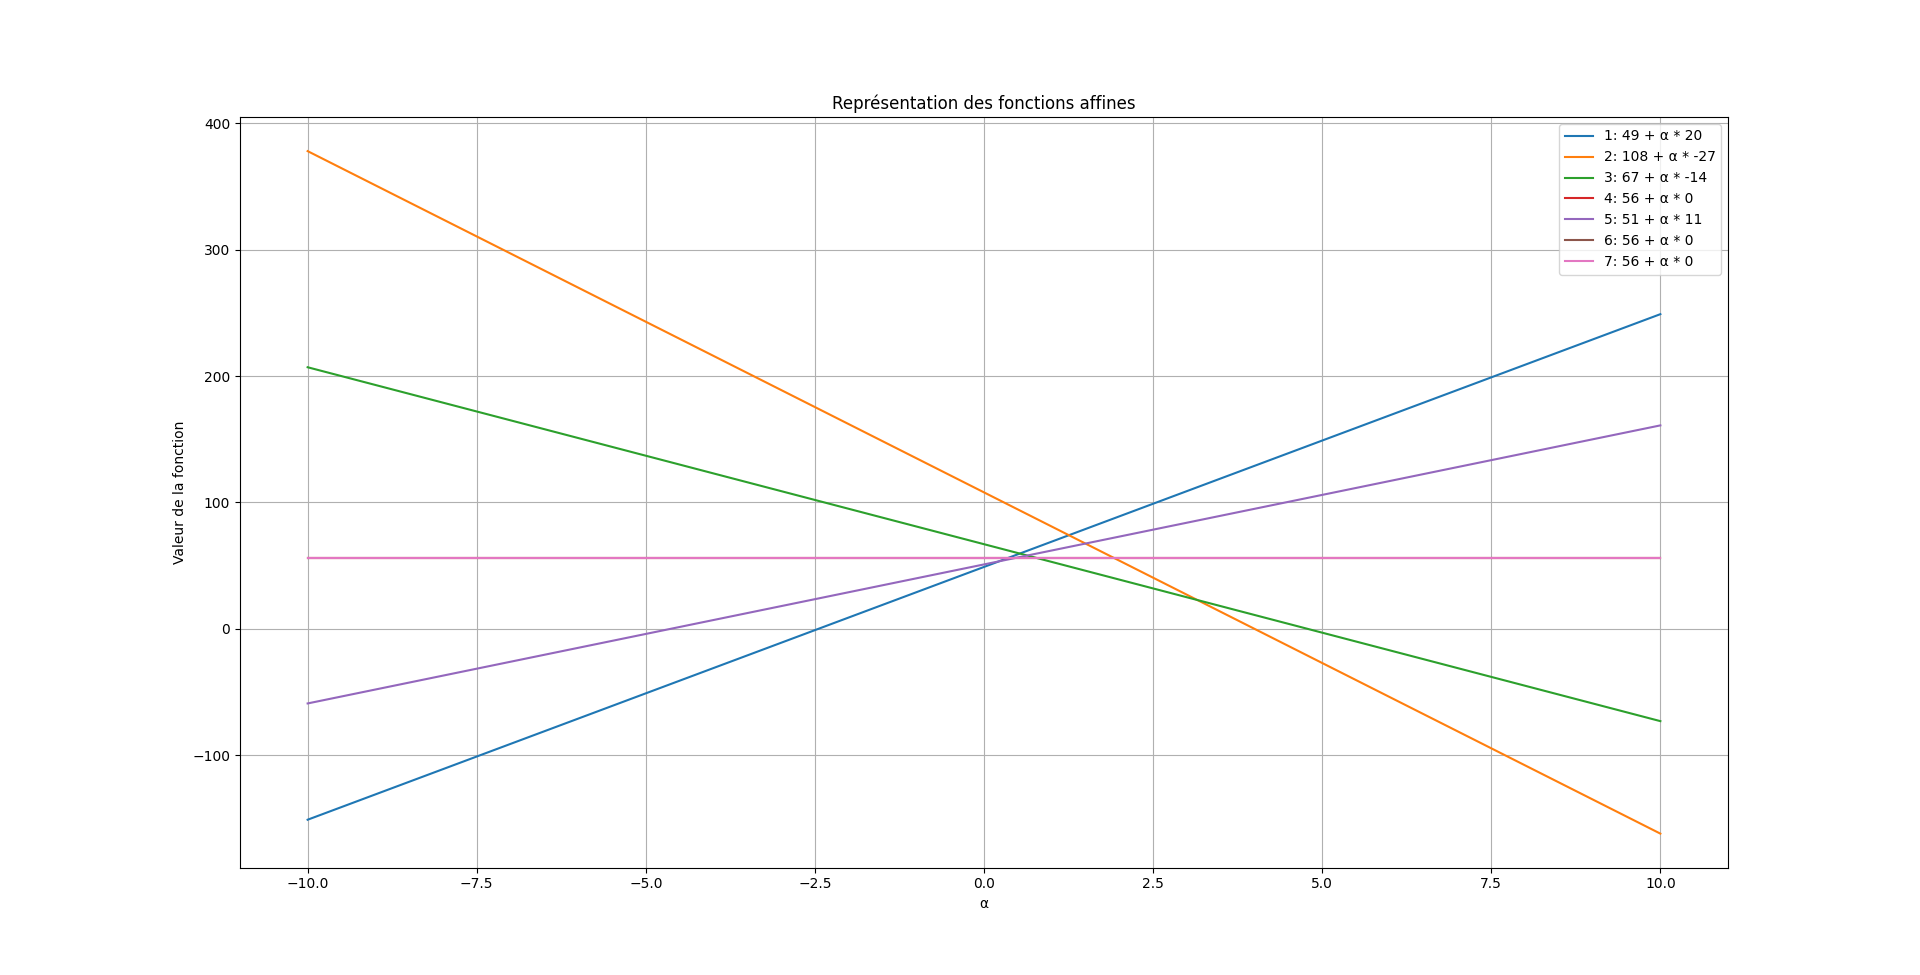 Représentation des fonctions affines
400
300
200
100
0
−100
Valeur de la fonction
1: 49 + α * 20
2: 108 + α * -27
3: 67 + α * -14
4: 56 + α * 0
5: 51 + α * 11
6: 56 + α * 0
7: 56 + α * 0
−10.0 −7.5 −5.0 −2.5 0.0 2.5 5.0 7.5 10.0
α